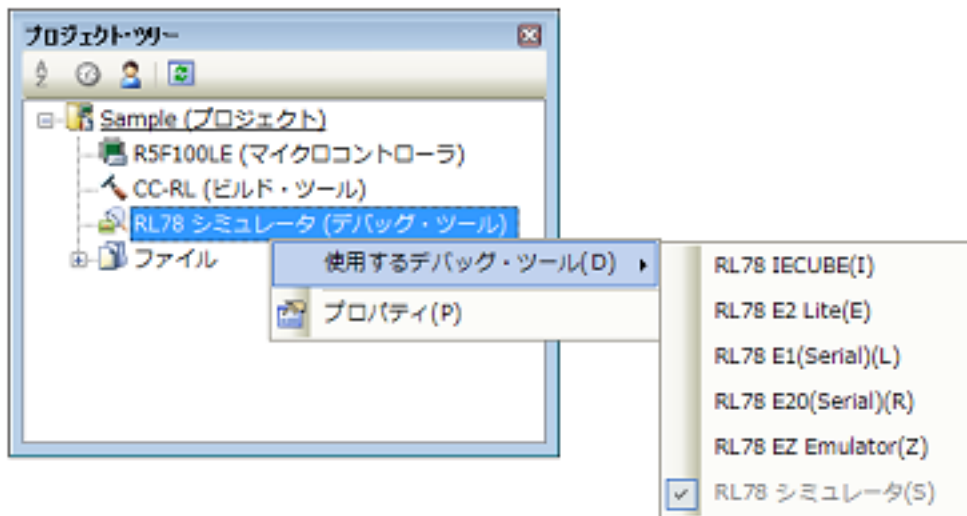 プロジェクト・ツリー
Sample (プロジェクト)
R5F100LE (マイクロコントローラ)
CC-RL (ビルド・ツール)
RL78 シミュレータ (デバッグ・ツール)
ファイル
使用するデバッグ・ツール(D)
プロパティ(P)
RL78 IECUBE(I)
RL78 E2 Lite(E)
RL78 E1(Serial)(L)
RL78 E20(Serial)(R)
RL78 EZ Emulator(Z)
RL78 シミュレータ(S)